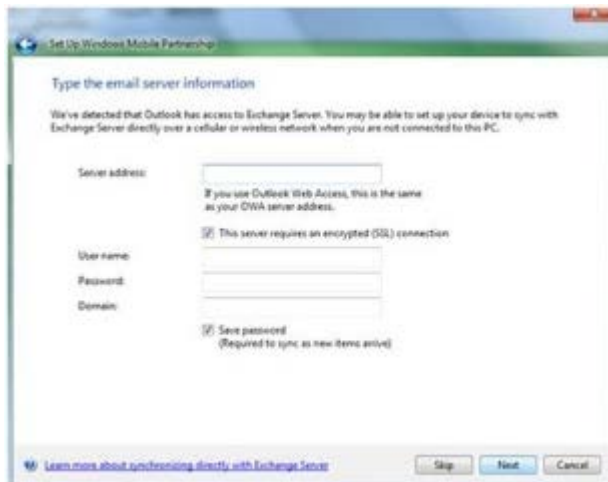 Set Up Windows Mobile Partnership
Type the email server information
We've detected that Outlook has access to Exchange Server. You may be able to set up your device to sync with
Exchange Server directly over a cellular or wireless network when you are not connected to this PC.
Server address:
If you use Outlook Web Access, this is the same
as your OWA server address.
This server requires an encrypted (SSL) connection
User name:
Password:
Domain:
Save password
(Required to sync as new items arrive)
Learn more about synchronizing directly with Exchange Server
Skip
Next
Cancel